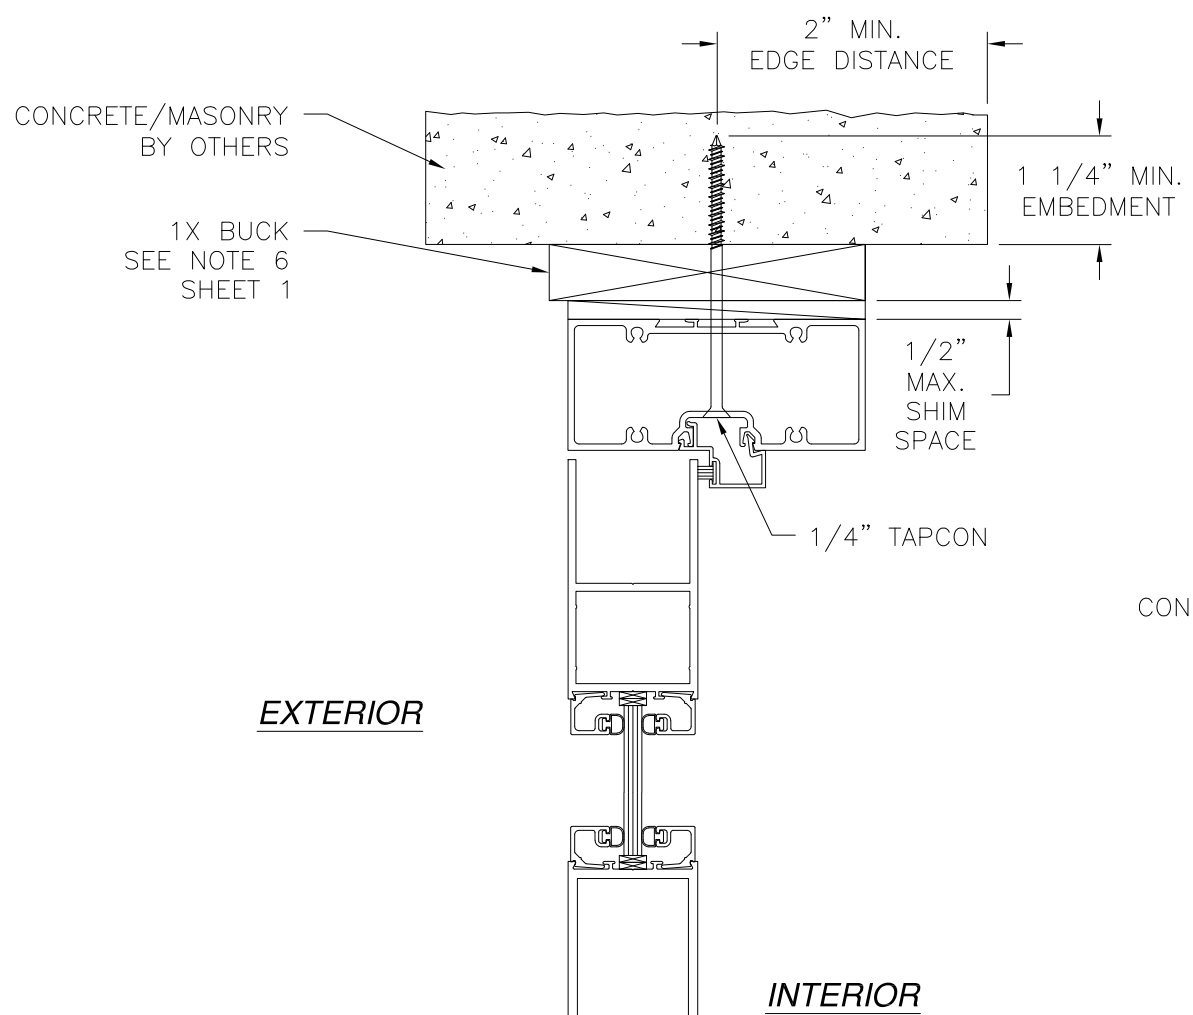 2” MIN.
EDGE DISTANCE
CONCRETE/MASONRY
BY OTHERS
1 1/4” MIN.
EMBEDMENT
1X BUCK
SEE NOTE 6
SHEET 1
1/2”
MAX.
SHIM
SPACE
1/4” TAPCON
CON
EXTERIOR
INTERIOR